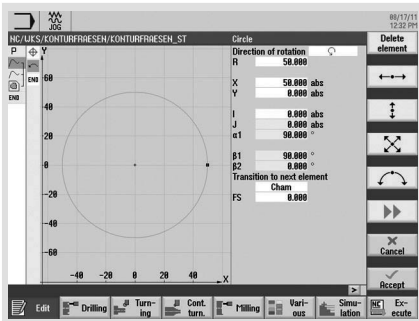 JOG
08/17/11
12:32 PM
NC/WKS/KONTURFRAESEN/KONTURFRAESEN_ST
Circle
Delete element
P
Y
Direction of rotation
R 50.000
END
END
X 50.000 abs
Y 0.000 abs
I 0.000 abs
J 0.000 abs
α1 90.000 °
β1 90.000 °
β2 0.000 °
Transition to next element
Cham
FS 0.000
60
40
20
0
-20
-40
-60
-40 -20 0 20 40 X
Cancel
Accept
>
Edit
Drilling
Turn-ing
Cont. turn.
Milling
Vari-ous
Simu-lation
NC Ex-ecute